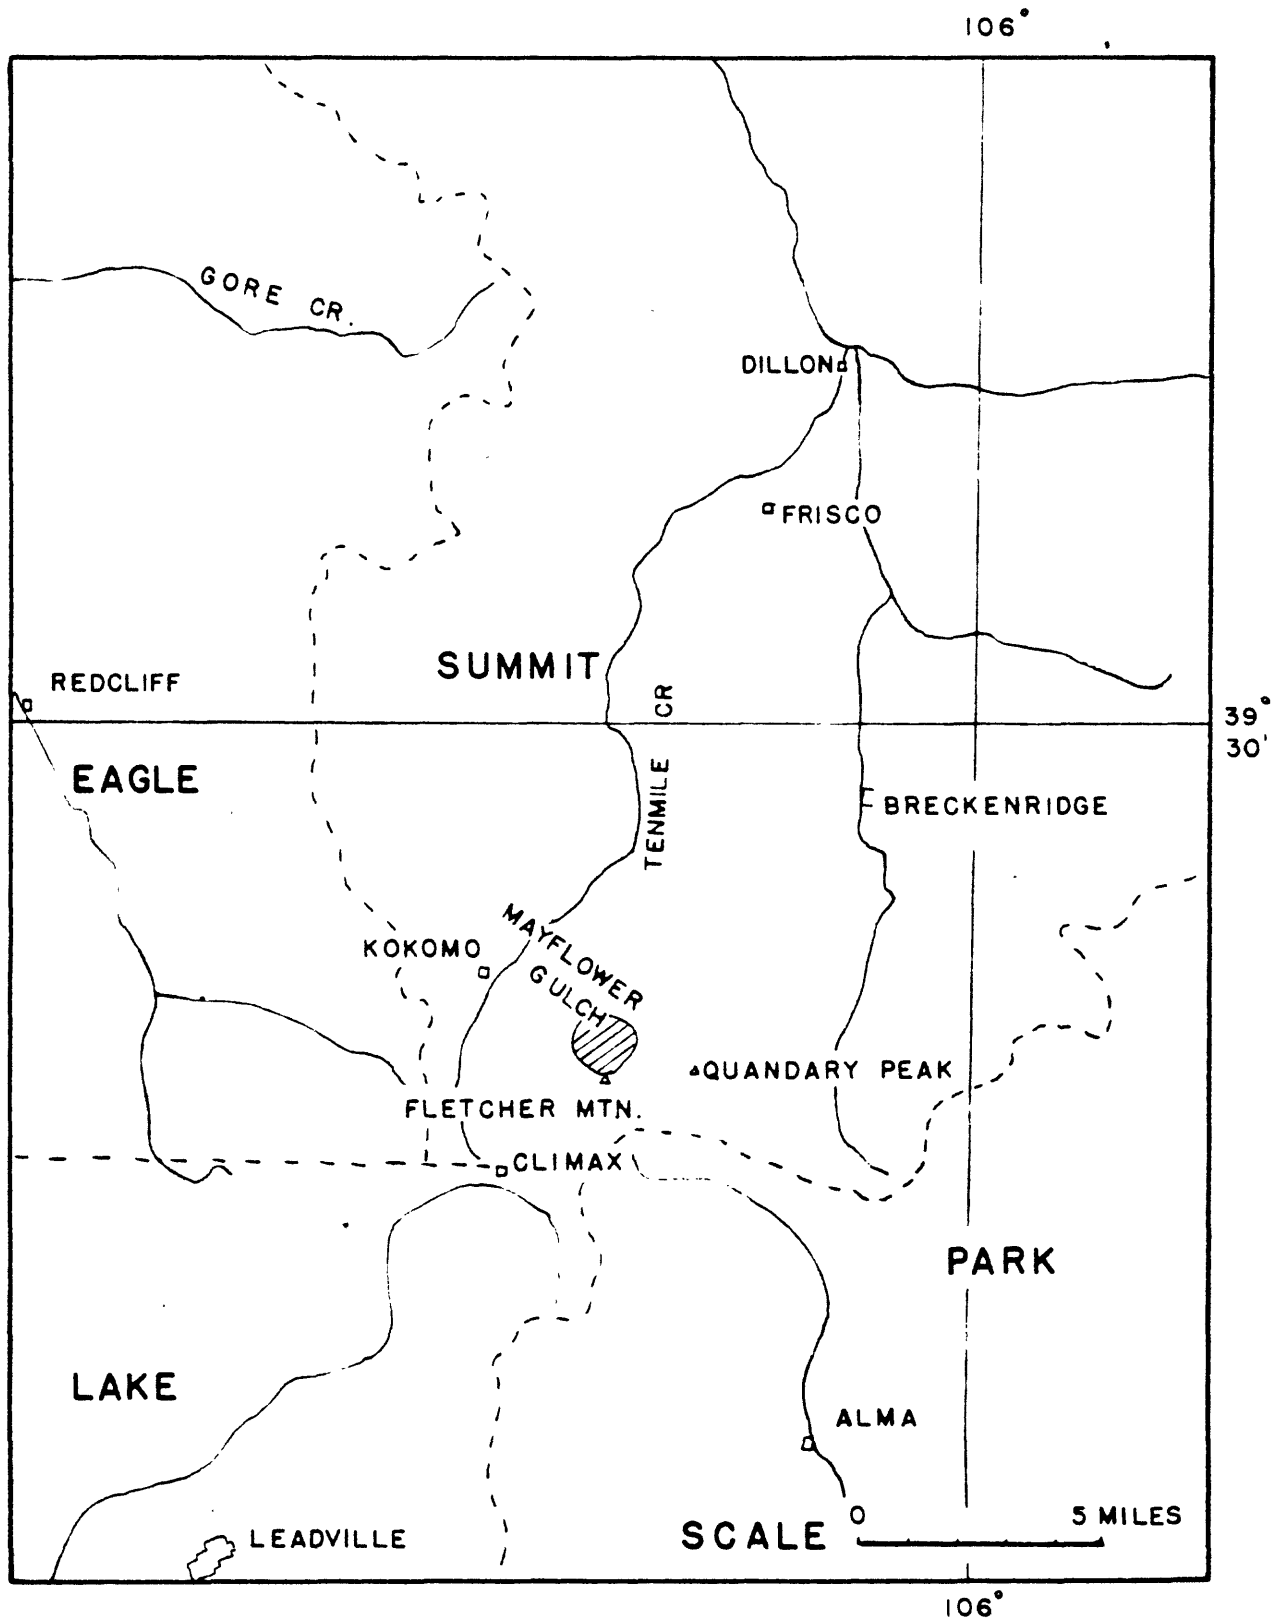 106°
GORE CR.
DILLON
FRISCO
SUMMIT
REDCLIFF
CR
39°
30'
EAGLE
TENMILE
BRECKENRIDGE
MAYFLOWER
GULCH
KOKOMO
QUANDARY PEAK
FLETCHER MTN.
CLIMAX
PARK
LAKE
ALMA
0 5 MILES
SCALE
LEADVILLE
106°